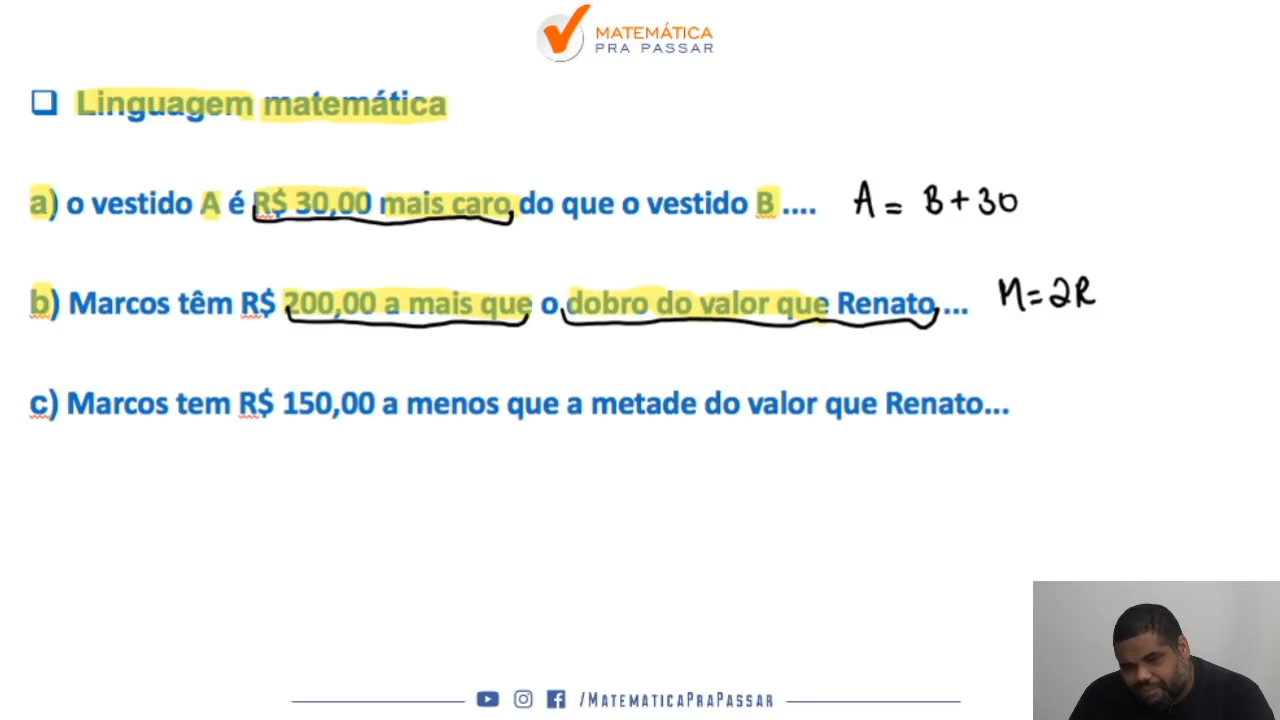 MATEMÁTICA
PRA PASSAR
Linguagem matemática
a) o vestido A é R$ 30,00 mais caro do que o vestido B .... A = B + 30
b) Marcos têm R$ 200,00 a mais que o dobro do valor que Renato... M = 2R
c) Marcos tem R$ 150,00 a menos que a metade do valor que Renato...
/MatematicaPraPassar